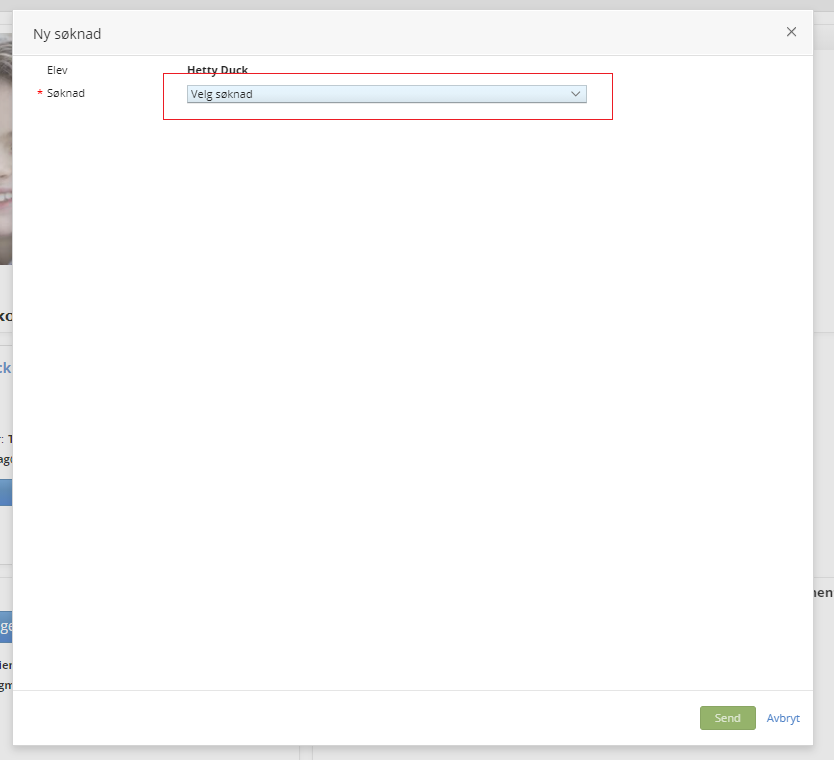 Ny søknad
Elev
Hetty Duck
* Søknad
Velg søknad
Send
Avbryt